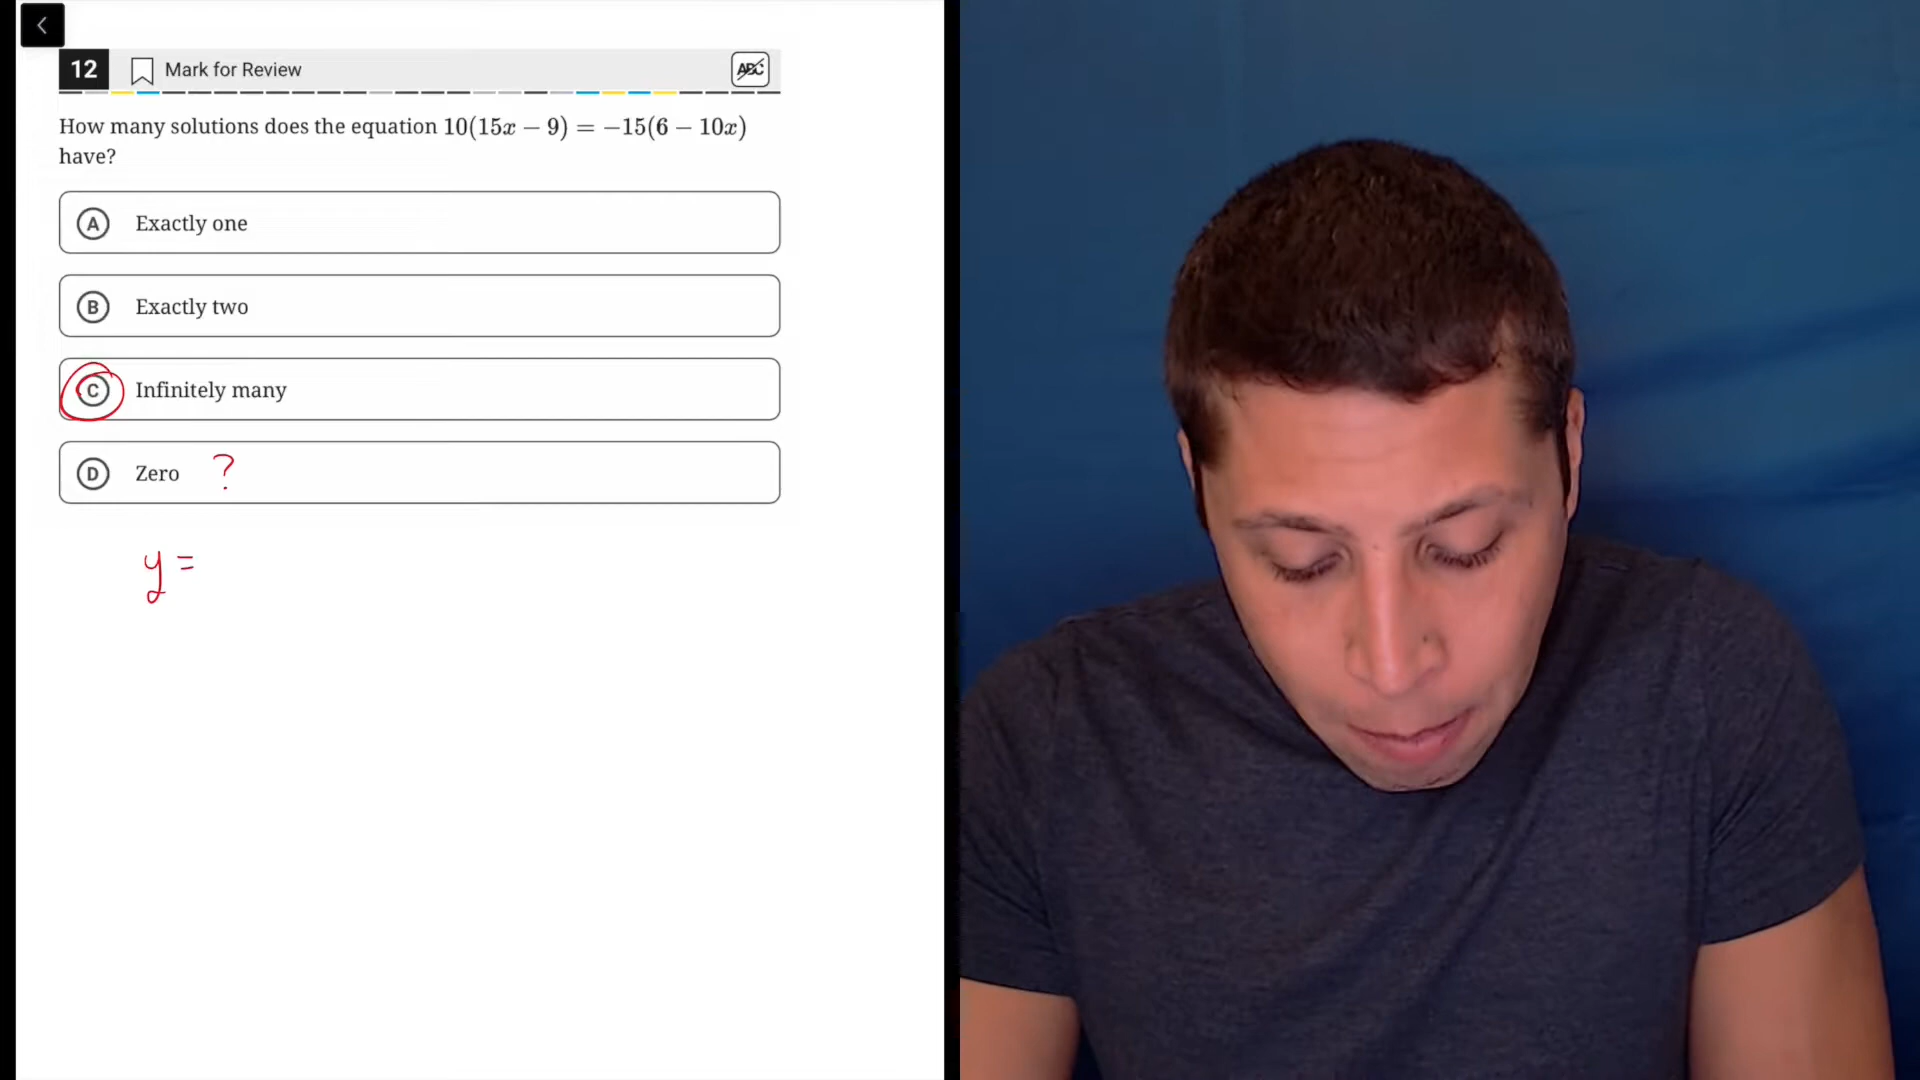 12 Mark for Review ABC
How many solutions does the equation 10(15x − 9) = −15(6 − 10x)
have?
A Exactly one
B Exactly two
C Infinitely many
D Zero ?
y =